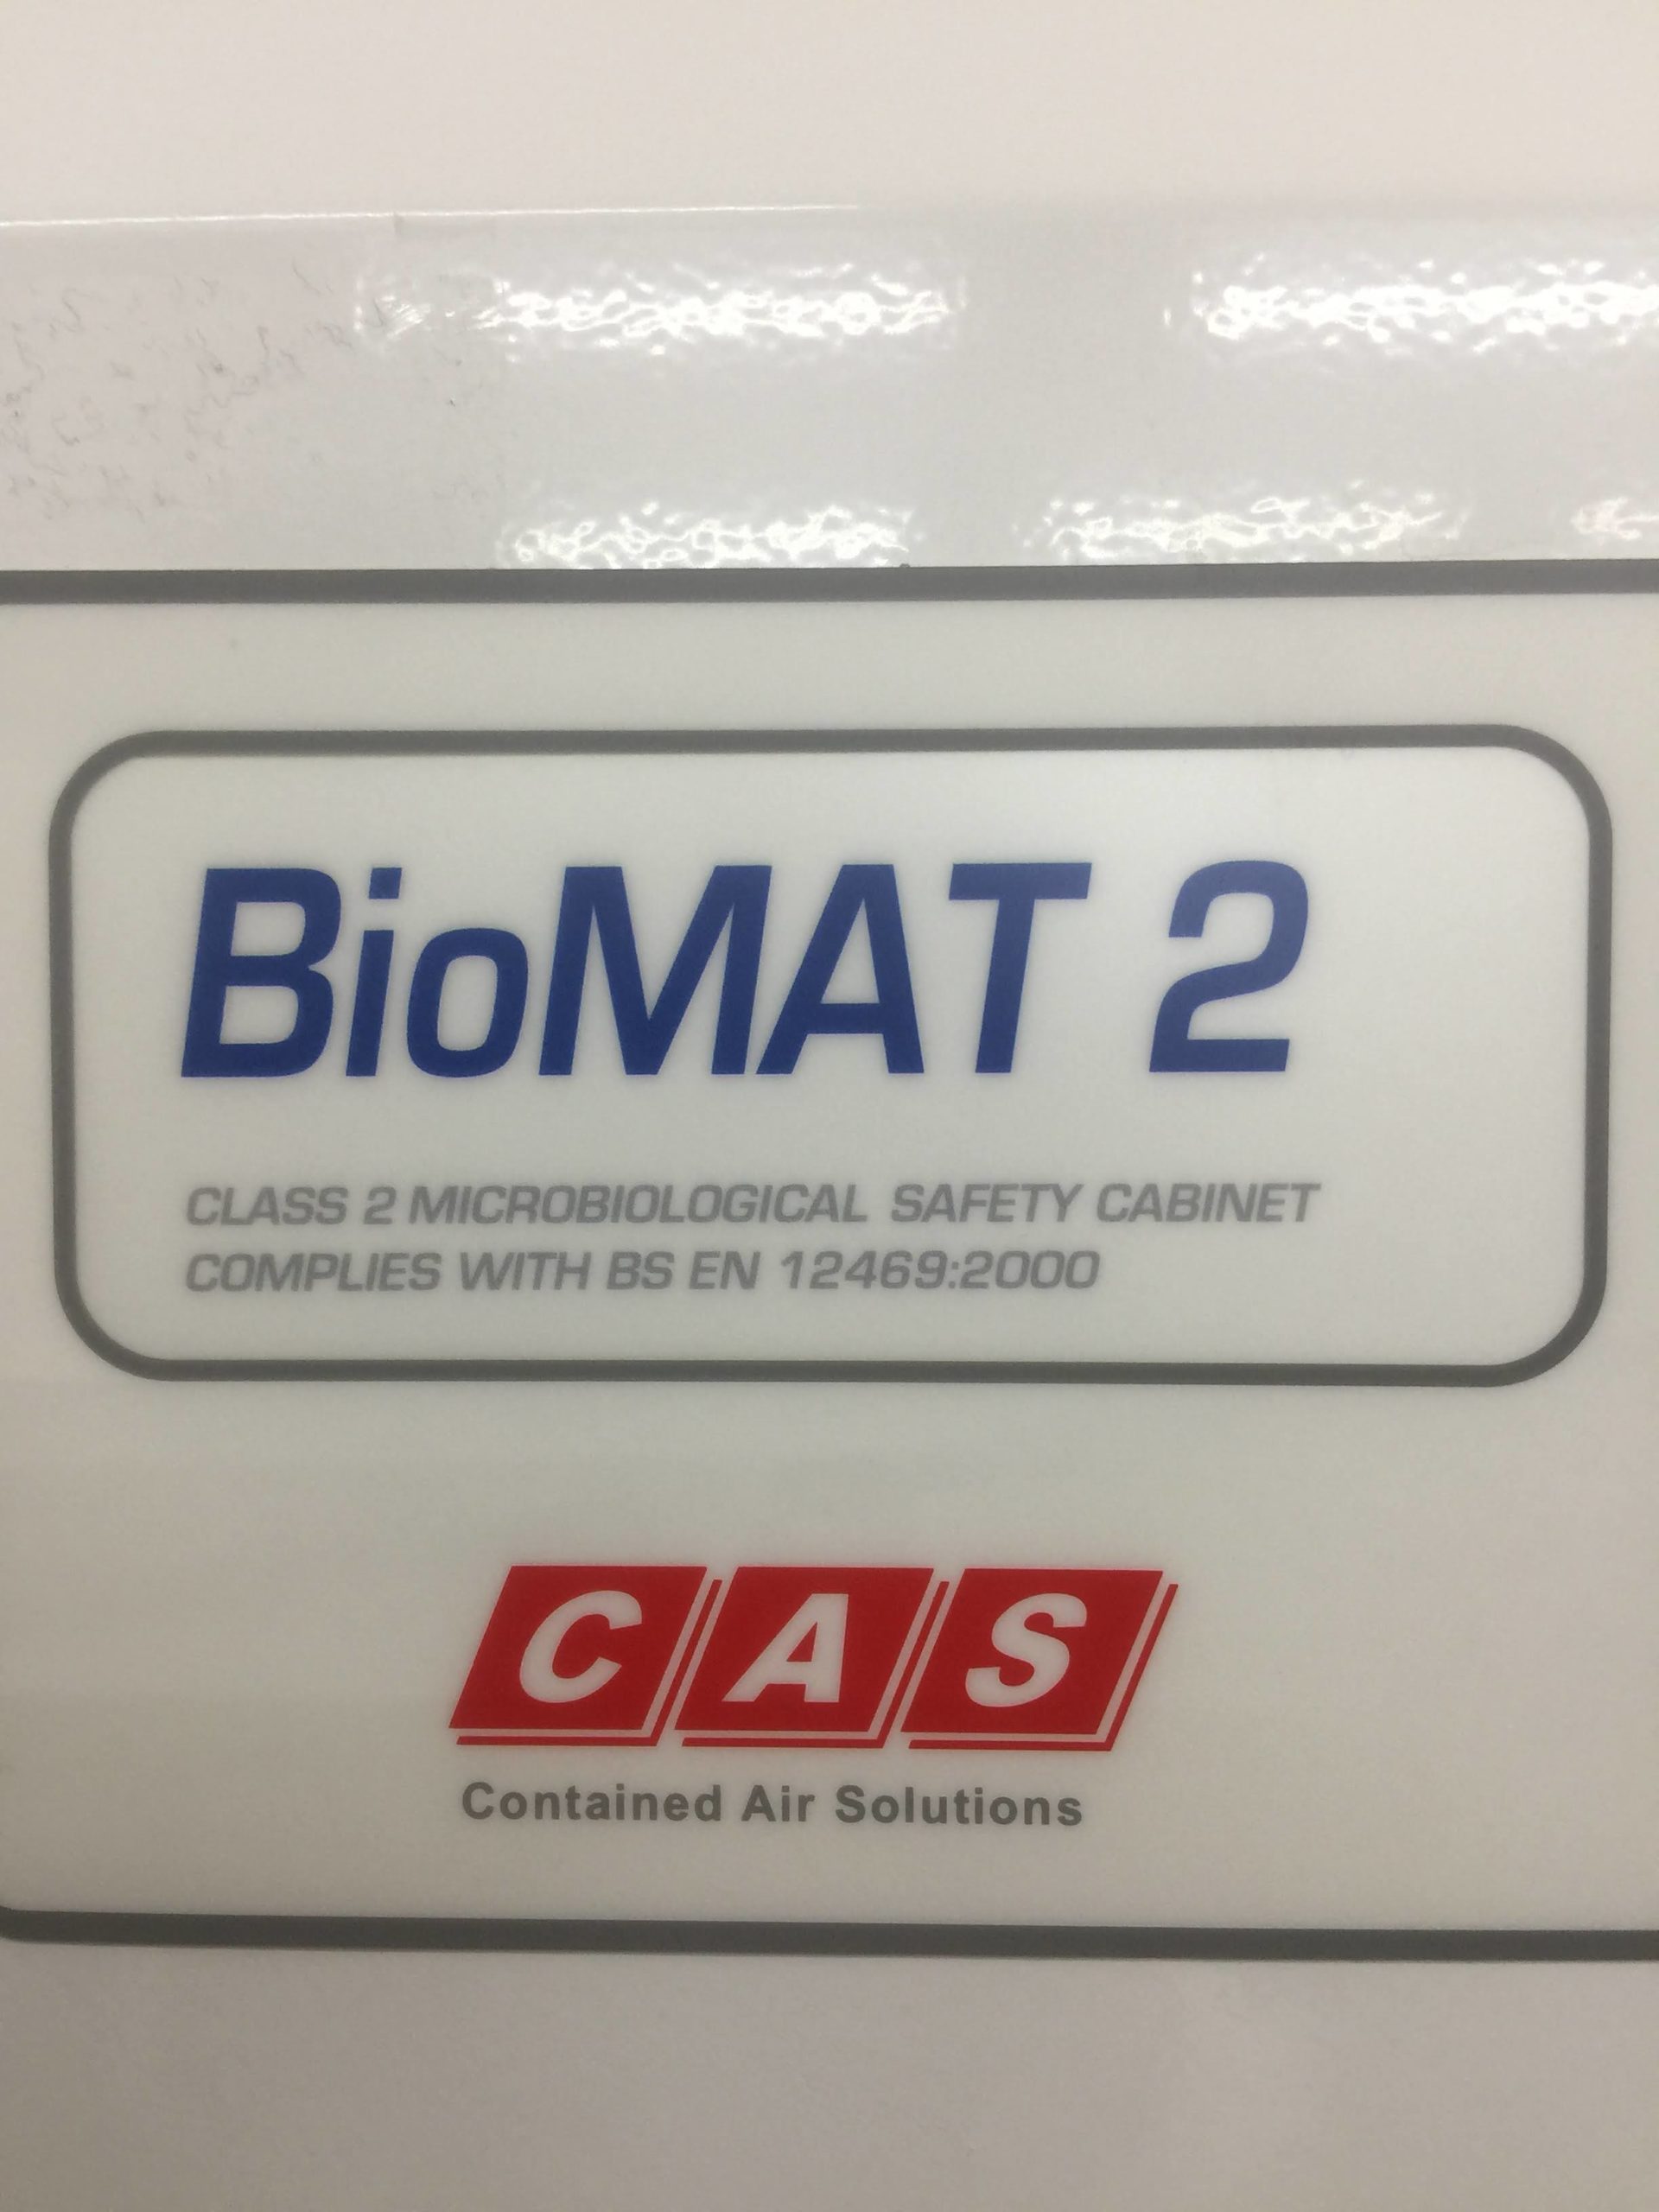 BioMAT 2
CLASS 2 MICROBIOLOGICAL SAFETY CABINET
COMPLIES WITH BS EN 12469:2000
CAS
Contained Air Solutions